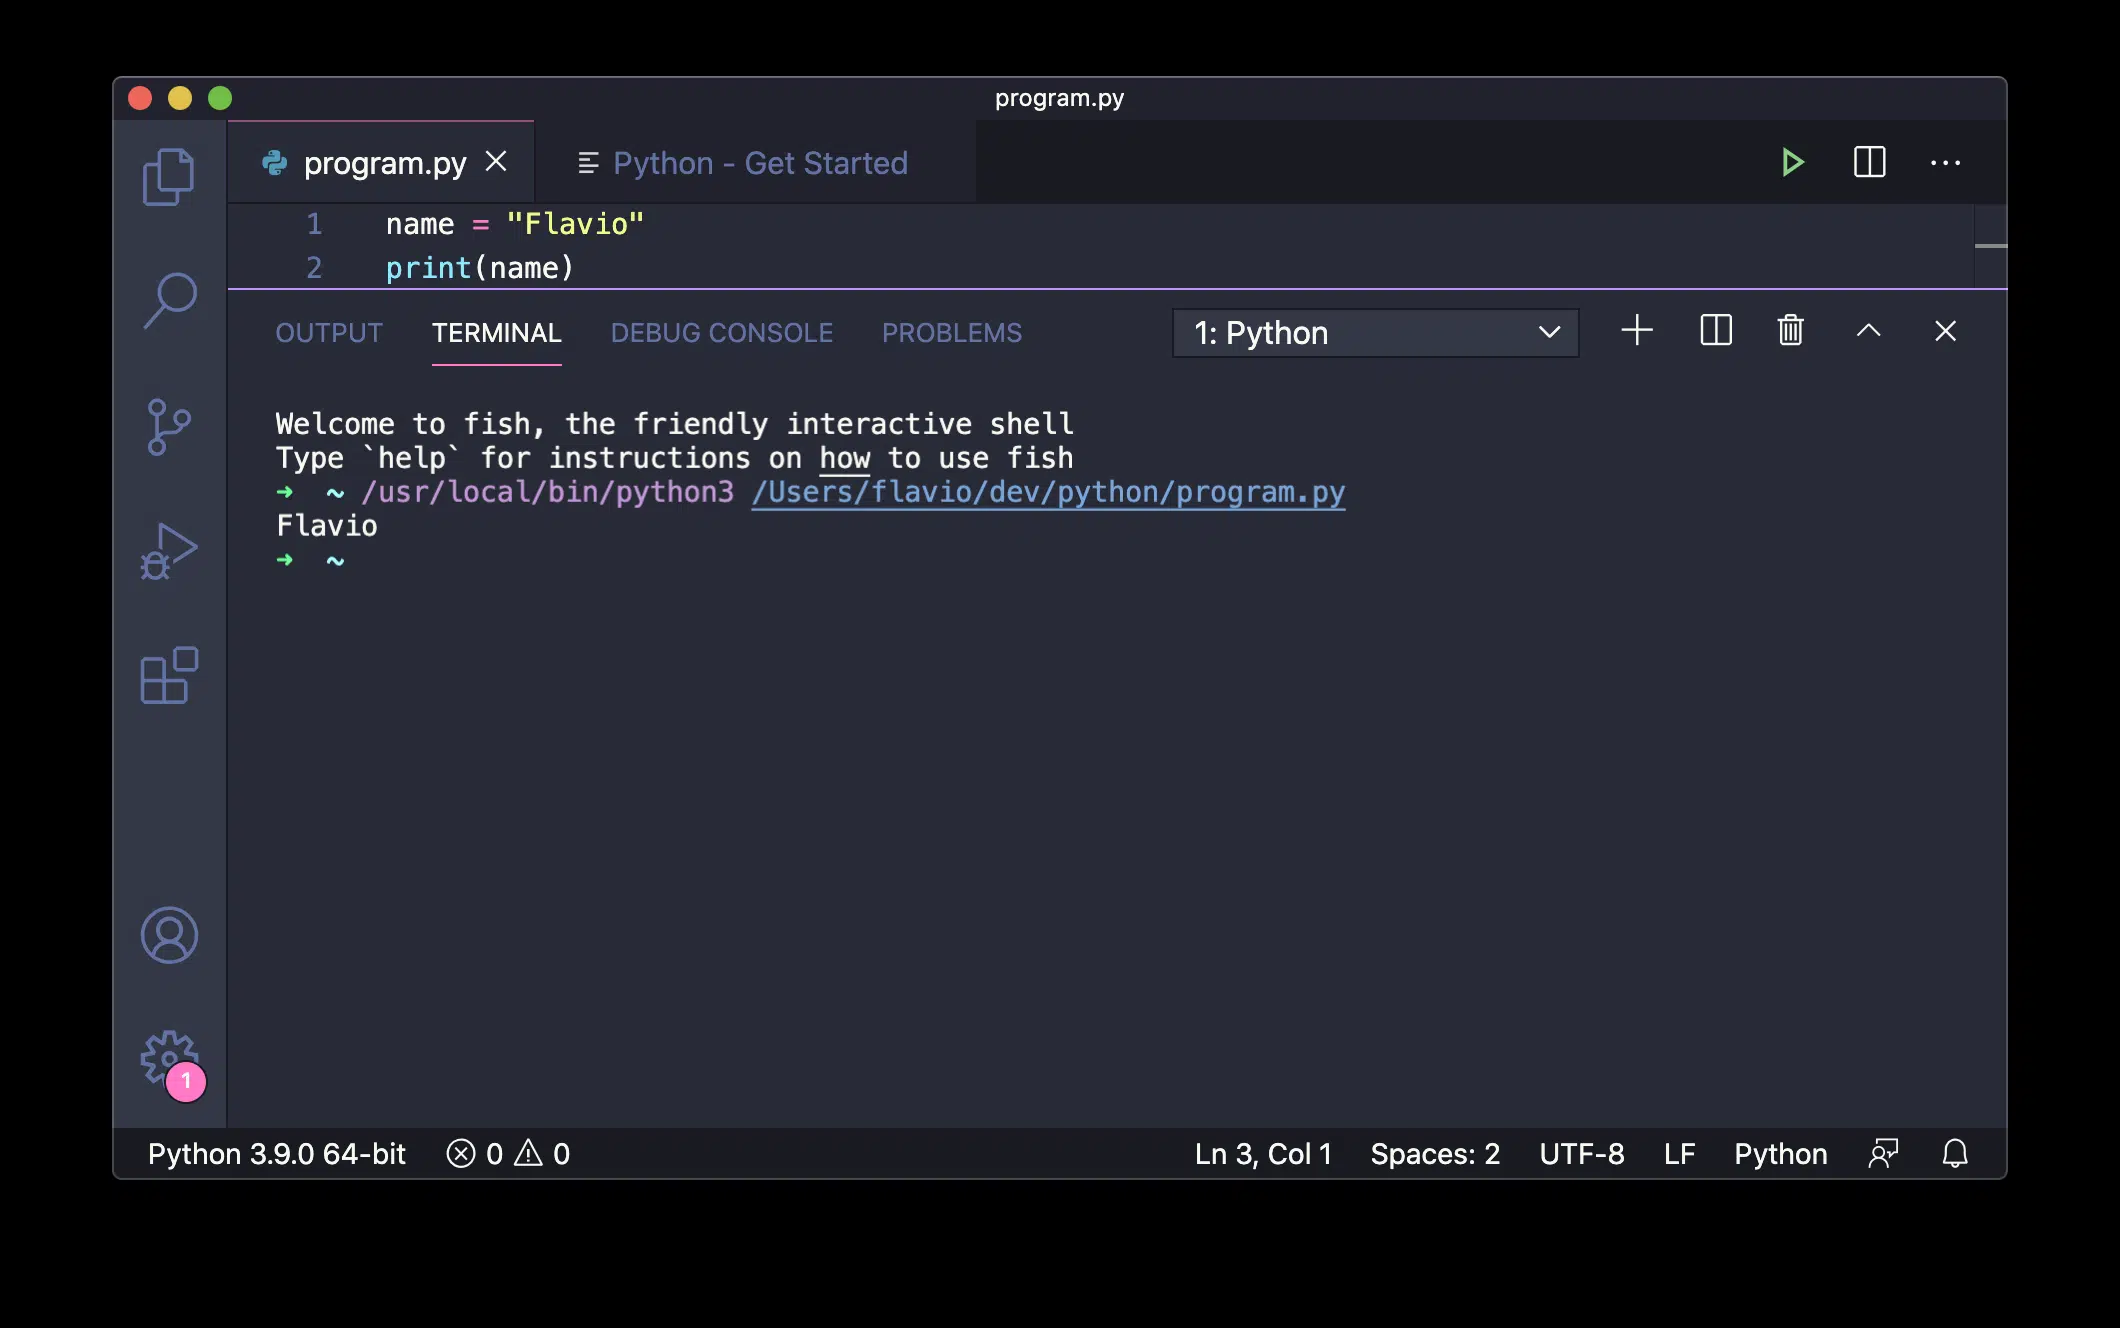 program.py
program.py
Python - Get Started
1 name = "Flavio"
2 print(name)
OUTPUT TERMINAL DEBUG CONSOLE PROBLEMS 1: Python
Welcome to fish, the friendly interactive shell
Type `help` for instructions on how to use fish
➜ ~ /usr/local/bin/python3 /Users/flavio/dev/python/program.py
Flavio
➜ ~
1
Python 3.9.0 64-bit 0 0 Ln 3, Col 1 Spaces: 2 UTF-8 LF Python